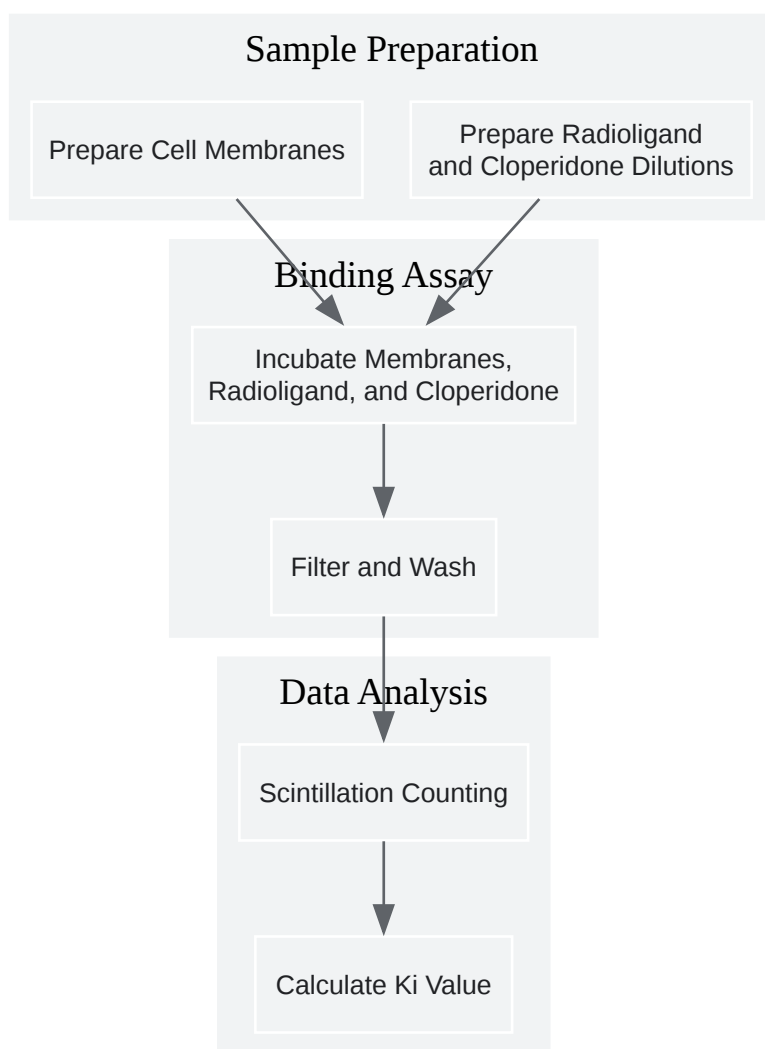 Sample Preparation
Prepare Cell Membranes
Prepare Radioligand
and Cloperidone Dilutions
Binding Assay
Incubate Membranes,
Radioligand, and Cloperidone
Filter and Wash
Data Analysis
Scintillation Counting
Calculate Ki Value